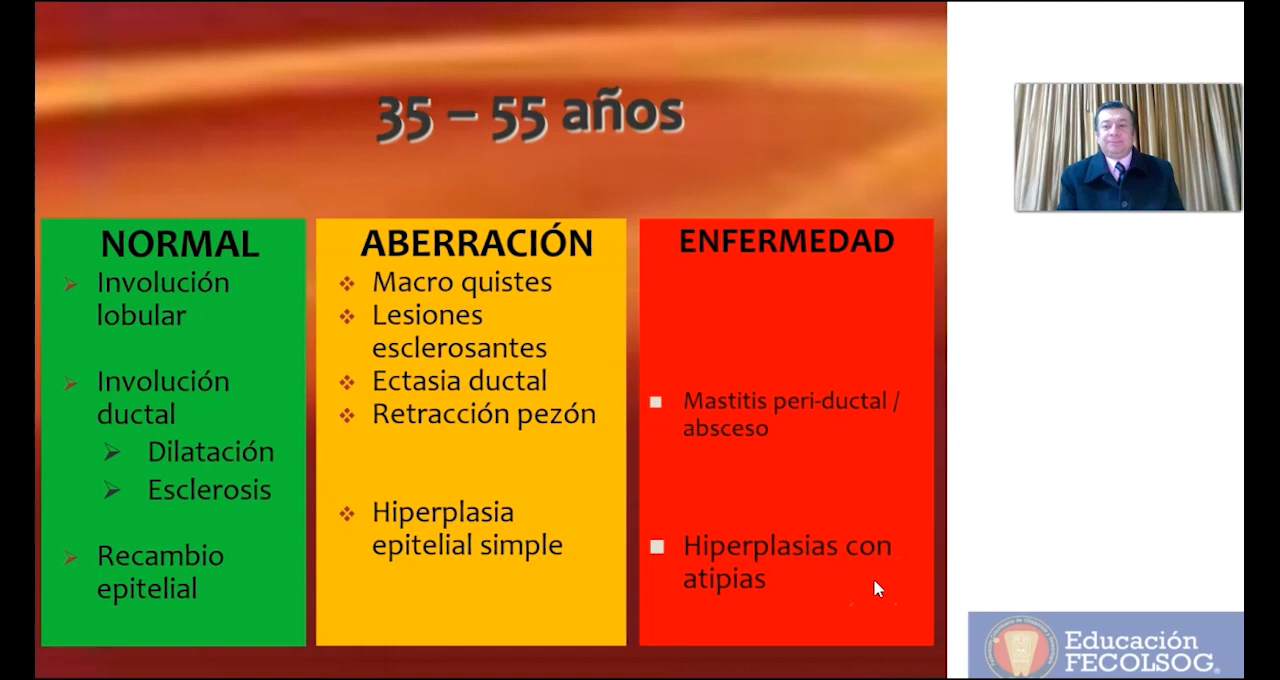 35 – 55 años
NORMAL
Involución
lobular
Involución
ductal
Dilatación
Esclerosis
Recambio
epitelial
ABERRACIÓN
Macro quistes
Lesiones
esclerosantes
Ectasia ductal
Retracción pezón
Hiperplasia
epitelial simple
ENFERMEDAD
Mastitis peri-ductal /
absceso
Hiperplasias con
atipias
Educación
FECOLSOG